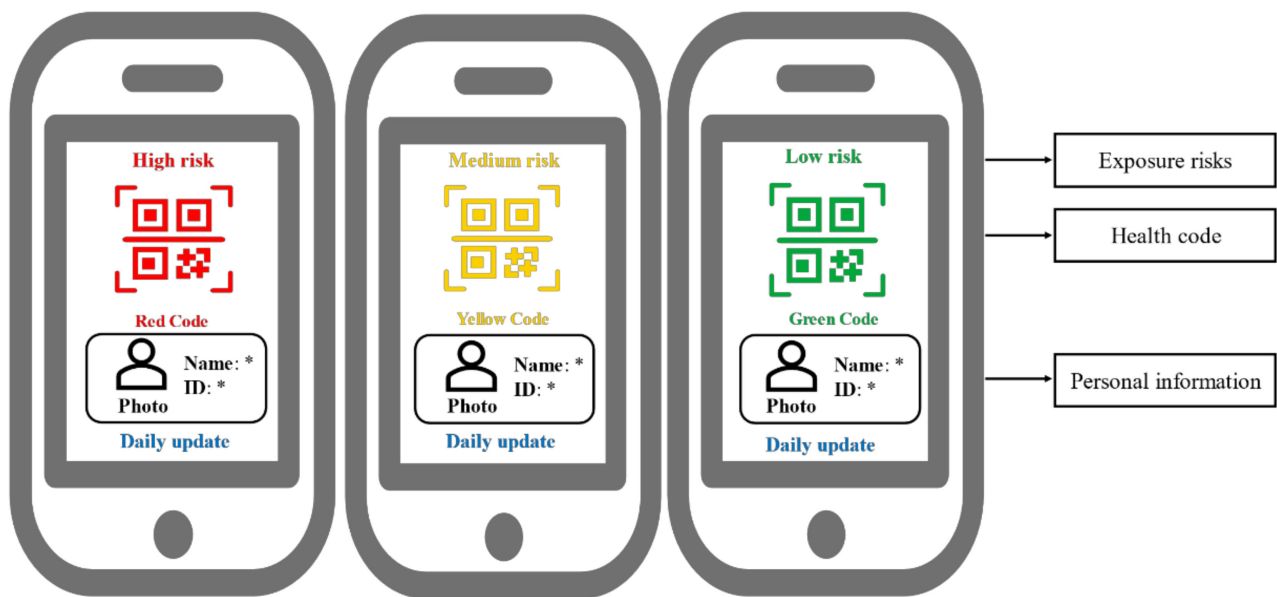 High risk
Red Code
Name: *
ID: *
Photo
Daily update
Medium risk
Yellow Code
Name: *
ID: *
Photo
Daily update
Low risk
Green Code
Name: *
ID: *
Photo
Daily update
Exposure risks
Health code
Personal information